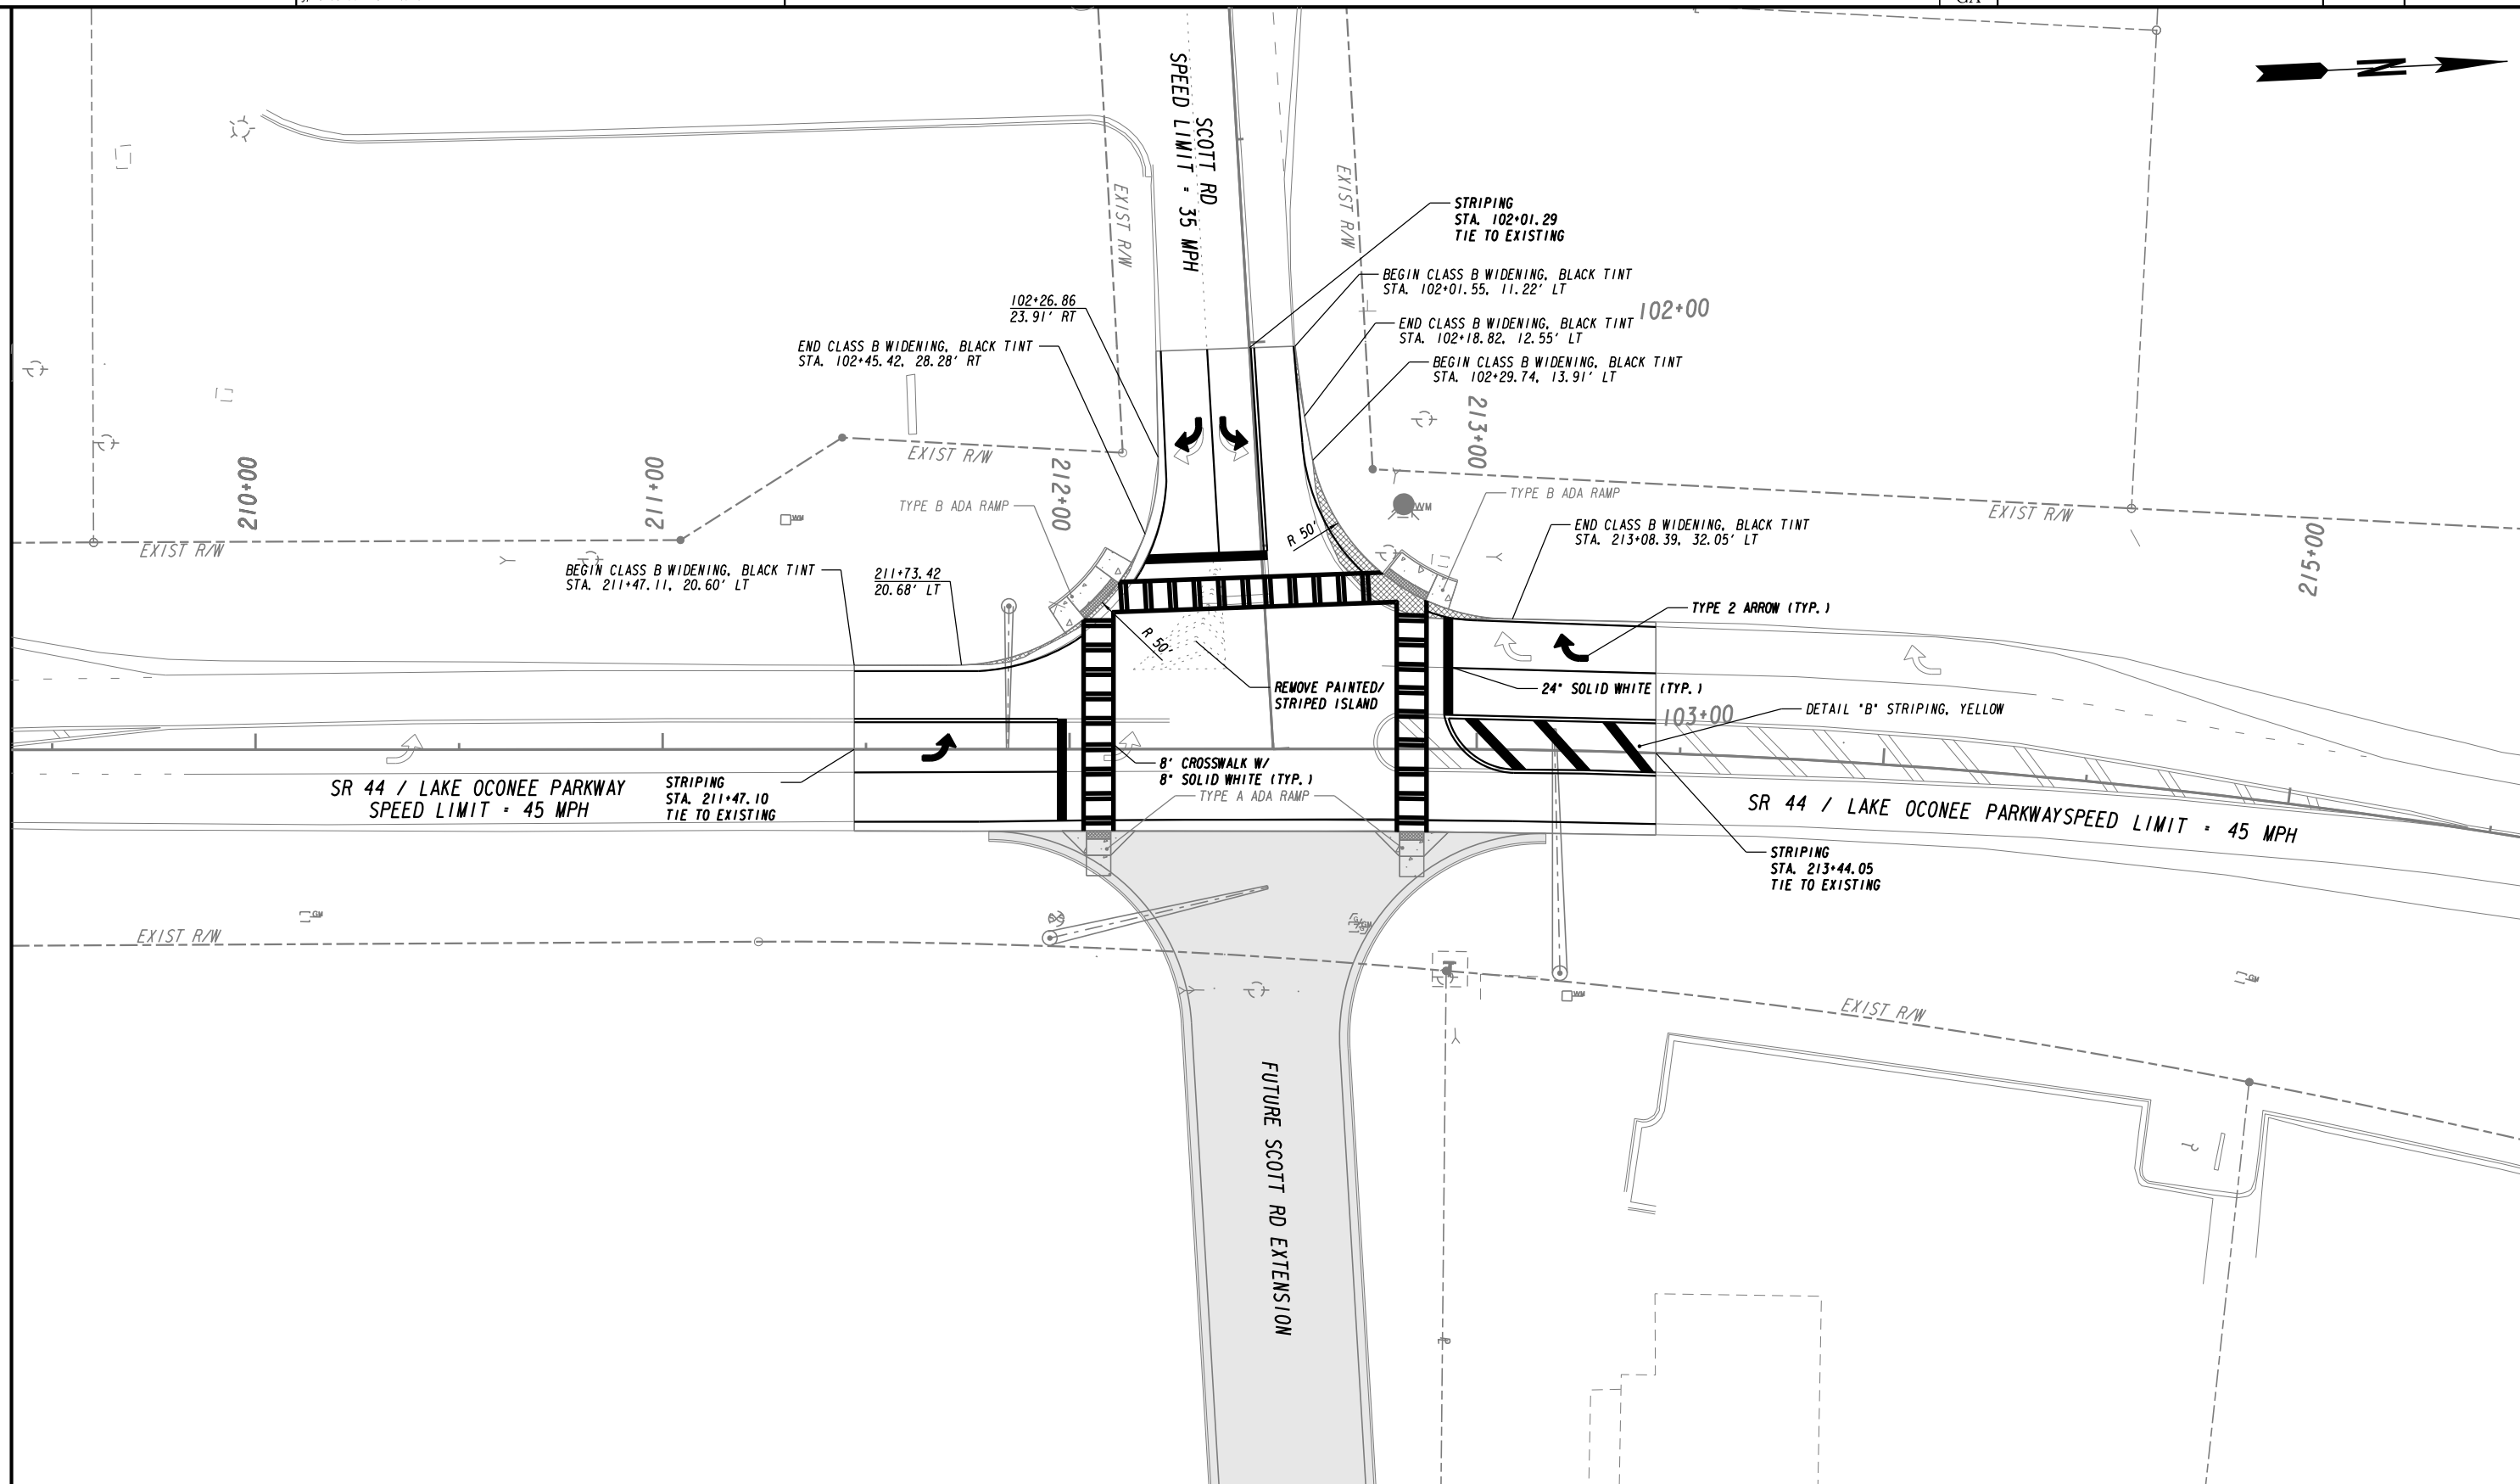 SCOTT RD
SPEED LIMIT = 35 MPH
EXIST R/W
EXIST R/W
N
STRIPING
STA. 102+01.29
TIE TO EXISTING
BEGIN CLASS B WIDENING, BLACK TINT
STA. 102+01.55, 11.22' LT
102+00
102+26.86
23.91' RT
END CLASS B WIDENING, BLACK TINT
STA. 102+18.82, 12.55' LT
END CLASS B WIDENING, BLACK TINT
STA. 102+45.42, 28.28' RT
BEGIN CLASS B WIDENING, BLACK TINT
STA. 102+29.74, 13.91' LT
210+00
211+00
212+00
213+00
215+00
EXIST R/W
EXIST R/W
EXIST R/W
TYPE B ADA RAMP
TYPE B ADA RAMP
WM
WM
R 50'
END CLASS B WIDENING, BLACK TINT
STA. 213+08.39, 32.05' LT
BEGIN CLASS B WIDENING, BLACK TINT
STA. 211+47.11, 20.60' LT
211+73.42
20.68' LT
TYPE 2 ARROW (TYP.)
R 50'
REMOVE PAINTED/
STRIPED ISLAND
24" SOLID WHITE (TYP.)
103+00
DETAIL "B" STRIPING, YELLOW
8' CROSSWALK W/
8" SOLID WHITE (TYP.)
TYPE A ADA RAMP
SR 44 / LAKE OCONEE PARKWAY
SPEED LIMIT = 45 MPH
STRIPING
STA. 211+47.10
TIE TO EXISTING
SR 44 / LAKE OCONEE PARKWAYSPEED LIMIT = 45 MPH
STRIPING
STA. 213+44.05
TIE TO EXISTING
GM
EXIST R/W
WM
GM
EXIST R/W
FUTURE SCOTT RD EXTENSION